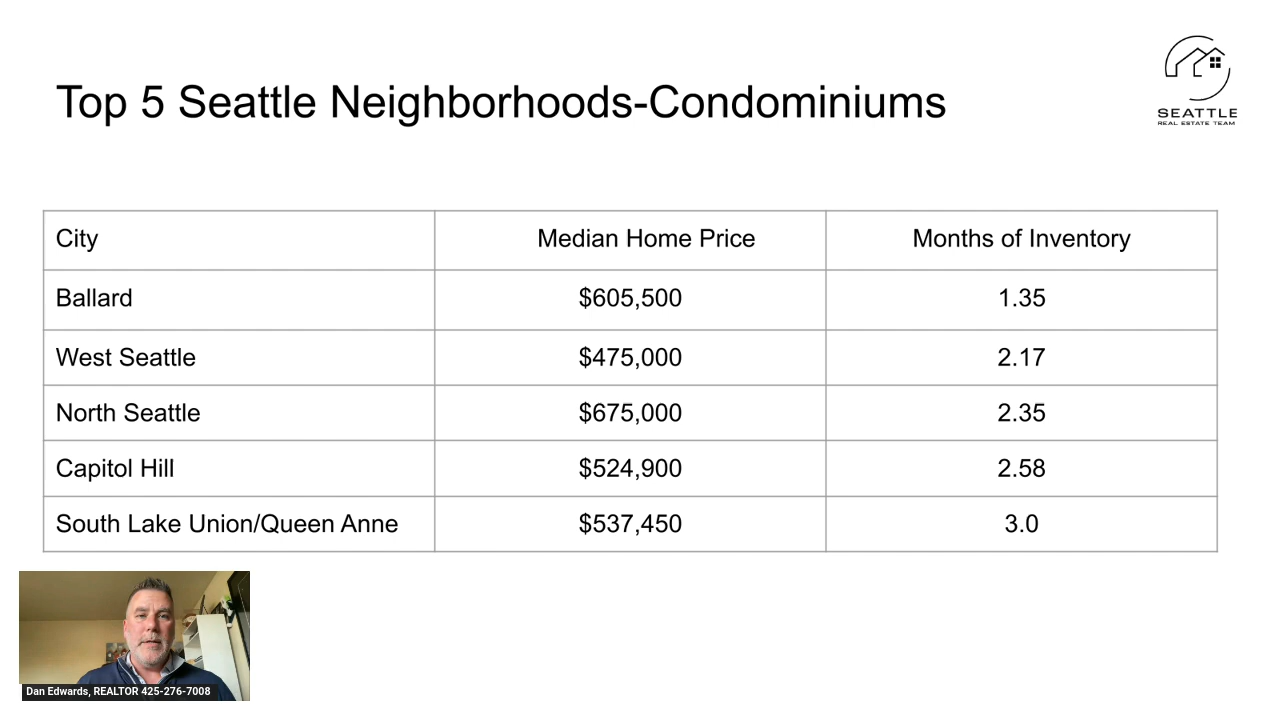 Top 5 Seattle Neighborhoods-Condominiums
SEATTLE
REAL ESTATE TEAM
City Median Home Price Months of Inventory
Ballard $605,500 1.35
West Seattle $475,000 2.17
North Seattle $675,000 2.35
Capitol Hill $524,900 2.58
South Lake Union/Queen Anne $537,450 3.0
Dan Edwards, REALTOR 425-276-7008